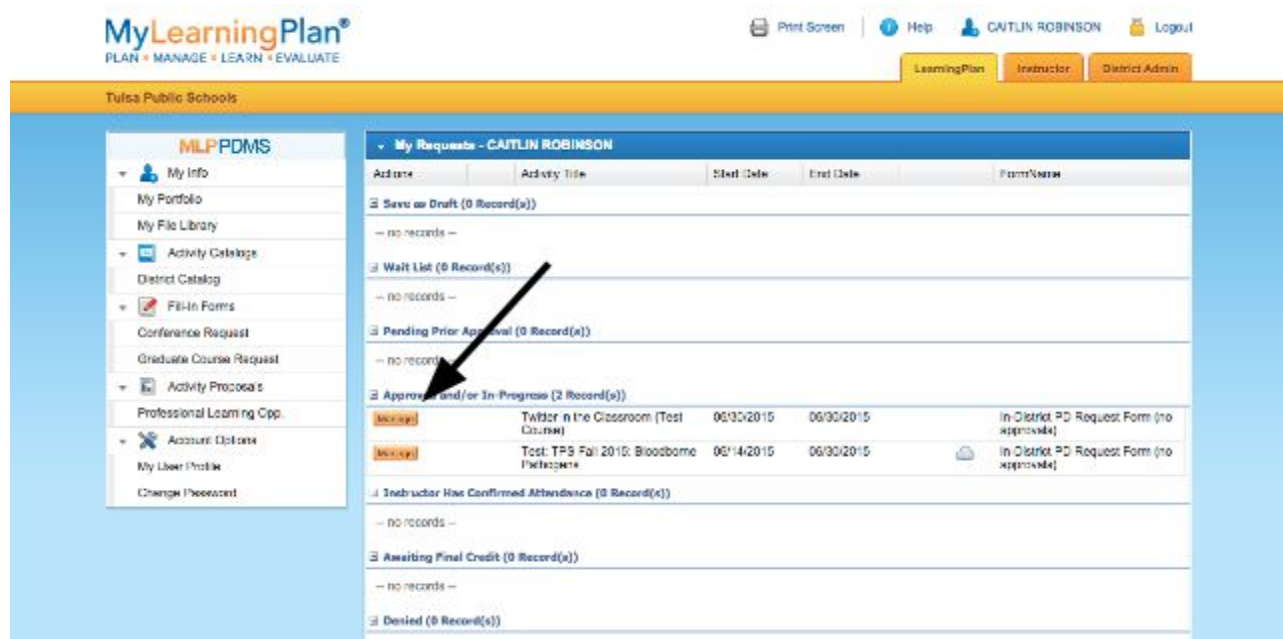 MyLearningPlan®
PLAN • MANAGE • LEARN • EVALUATE
Print Screen
Help
CAITLIN ROBINSON
Logout
LearningPlan
Instructor
District Admin
Tulsa Public Schools
MLPPDMS
My Info
My Portfolio
My File Library
Activity Catalogs
District Catalog
Fill-In Forms
Conference Request
Graduate Course Request
Activity Proposals
Professional Learning Opp.
Account Options
My User Profile
Change Password
My Requests - CAITLIN ROBINSON
Actions Activity Title Start Date End Date FormName
Save as Draft (0 Record(s))
-- no records --
Wait List (0 Record(s))
-- no records --
Pending Prior Approval (0 Record(s))
-- no records
Approved and/or In-Progress (2 Record(s))
Manage Twitter in the Classroom (Test 06/30/2015 06/30/2015 In-District PD Request Form (no
Course) approvals)
Manage Test: TPS Fall 2015: Bloodborne 06/30/2015 In-District PD Request Form (no
Pathogens approvals)
Instructor Has Confirmed Attendance (0 Record(s))
-- no records --
Awaiting Final Credit (0 Record(s))
-- no records --
Denied (0 Record(s))